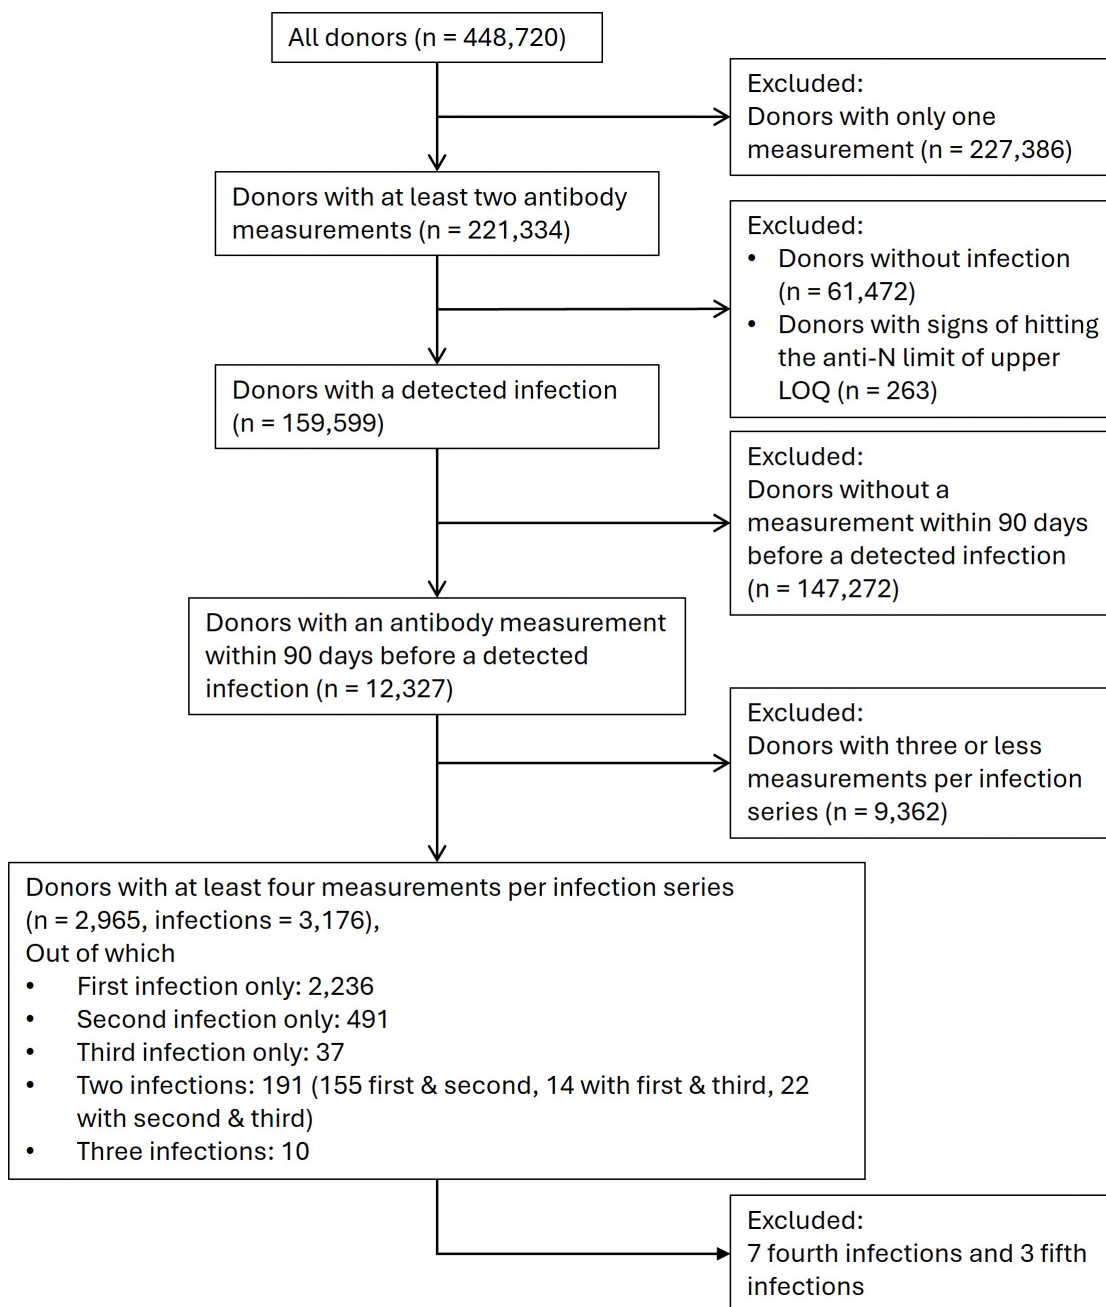 All donors (n = 448,720)
Excluded:
Donors with only one
measurement (n = 227,386)
Donors with at least two antibody
measurements (n = 221,334)
Excluded:
• Donors without infection
(n = 61,472)
• Donors with signs of hitting
the anti-N limit of upper
LOQ (n = 263)
Donors with a detected infection
(n = 159,599)
Excluded:
Donors without a
measurement within 90 days
before a detected infection
(n = 147,272)
Donors with an antibody measurement
within 90 days before a detected
infection (n = 12,327)
Excluded:
Donors with three or less
measurements per infection
series (n = 9,362)
Donors with at least four measurements per infection series
(n = 2,965, infections = 3,176),
Out of which
• First infection only: 2,236
• Second infection only: 491
• Third infection only: 37
• Two infections: 191 (155 first & second, 14 with first & third, 22
with second & third)
• Three infections: 10
Excluded:
7 fourth infections and 3 fifth
infections